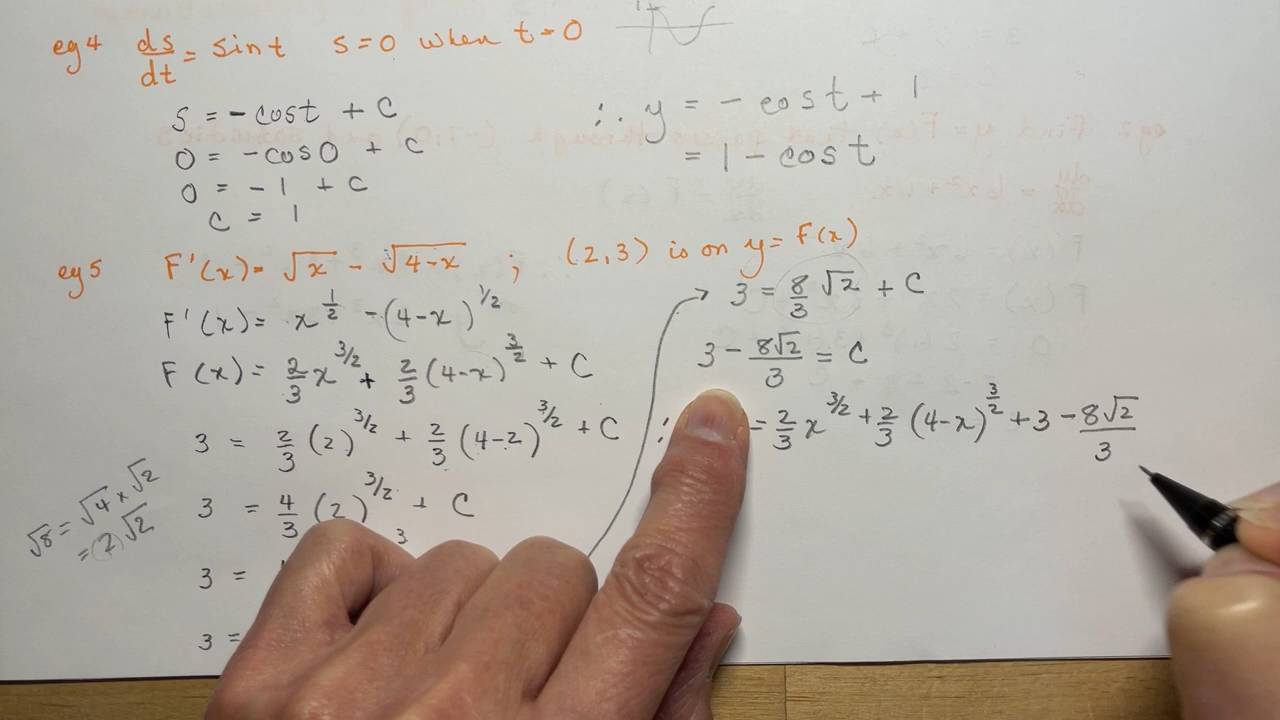 eg4 ds/dt = sin t s=0 when t=0
s = -cost + C
0 = -cos0 + C
0 = -1 + C
C = 1
∴ y = -cost + 1
= 1 - cost
eg5 F'(x) = √x - √(4-x) ; (2,3) is on y = F(x)
F'(x) = x^(1/2) - (4-x)^(1/2)
F(x) = 2/3 x^(3/2) + 2/3 (4-x)^(3/2) + C
3 = 2/3 (2)^(3/2) + 2/3 (4-2)^(3/2) + C
3 = 4/3 (2)^(3/2) + C
3 =
3 =
√8 = √4 × √2
= 2√2
3 = 8/3 √2 + C
3 - 8√2/3 = C
= 2/3 x^(3/2) + 2/3 (4-x)^(3/2) + 3 - 8√2/3